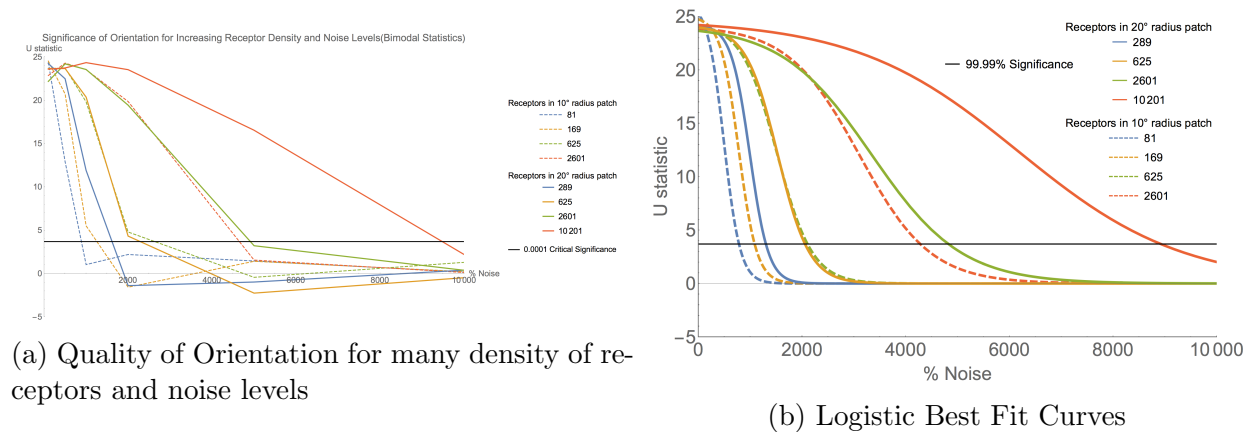 Significance of Orientation for Increasing Receptor Density and Noise Levels(Bimodal Statistics)
U statistic
25
20
15
10
5
0
−5
2000
4000
6000
8000
10 000
% Noise
Receptors in 10° radius patch
81
169
625
2601
Receptors in 20° radius patch
289
625
2601
10 201
0.0001 Critical Significance
(a) Quality of Orientation for many density of re-
ceptors and noise levels
U statistic
25
20
15
10
5
0
−5
0
2000
4000
6000
8000
10 000
% Noise
99.99% Significance
Receptors in 20° radius patch
289
625
2601
10 201
Receptors in 10° radius patch
81
169
625
2601
(b) Logistic Best Fit Curves